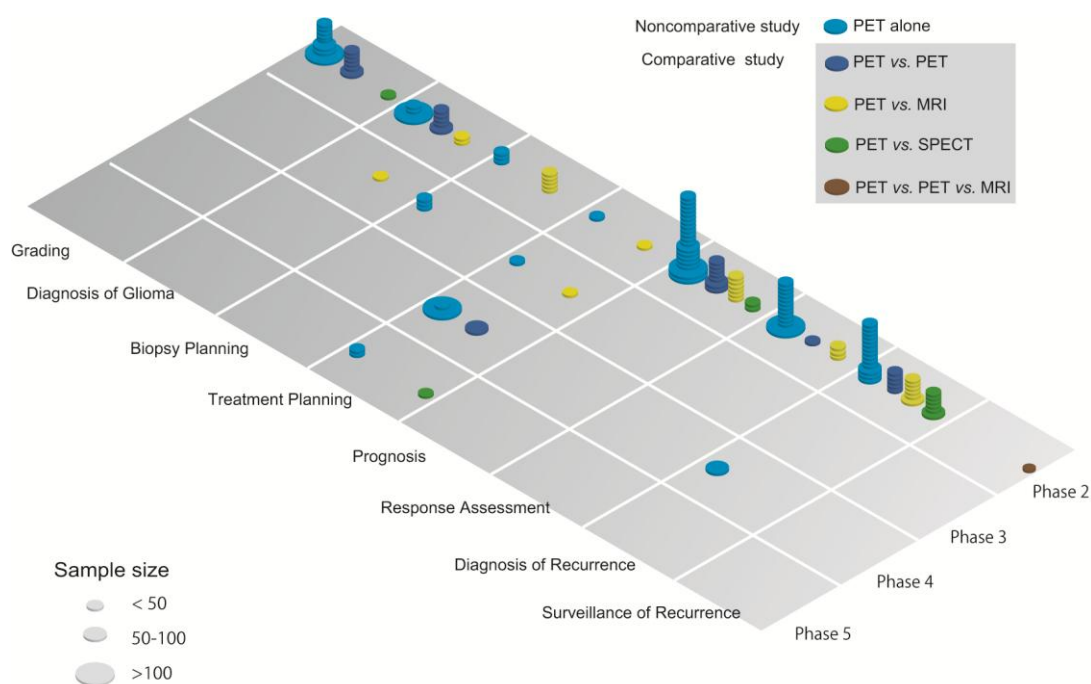 Noncomparative study PET alone
Comparative study
PET vs. PET
PET vs. MRI
PET vs. SPECT
PET vs. PET vs. MRI
Grading
Diagnosis of Glioma
Biopsy Planning
Treatment Planning
Prognosis
Response Assessment
Diagnosis of Recurrence
Surveillance of Recurrence
Phase 2
Phase 3
Phase 4
Phase 5
Sample size
< 50
50-100
>100